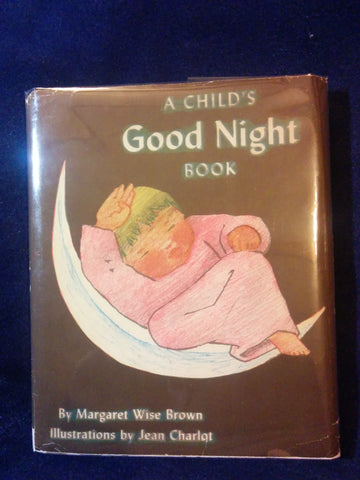 A CHILD'S
Good Night
BOOK
By Margaret Wise Brown
Illustrations by Jean Charlot